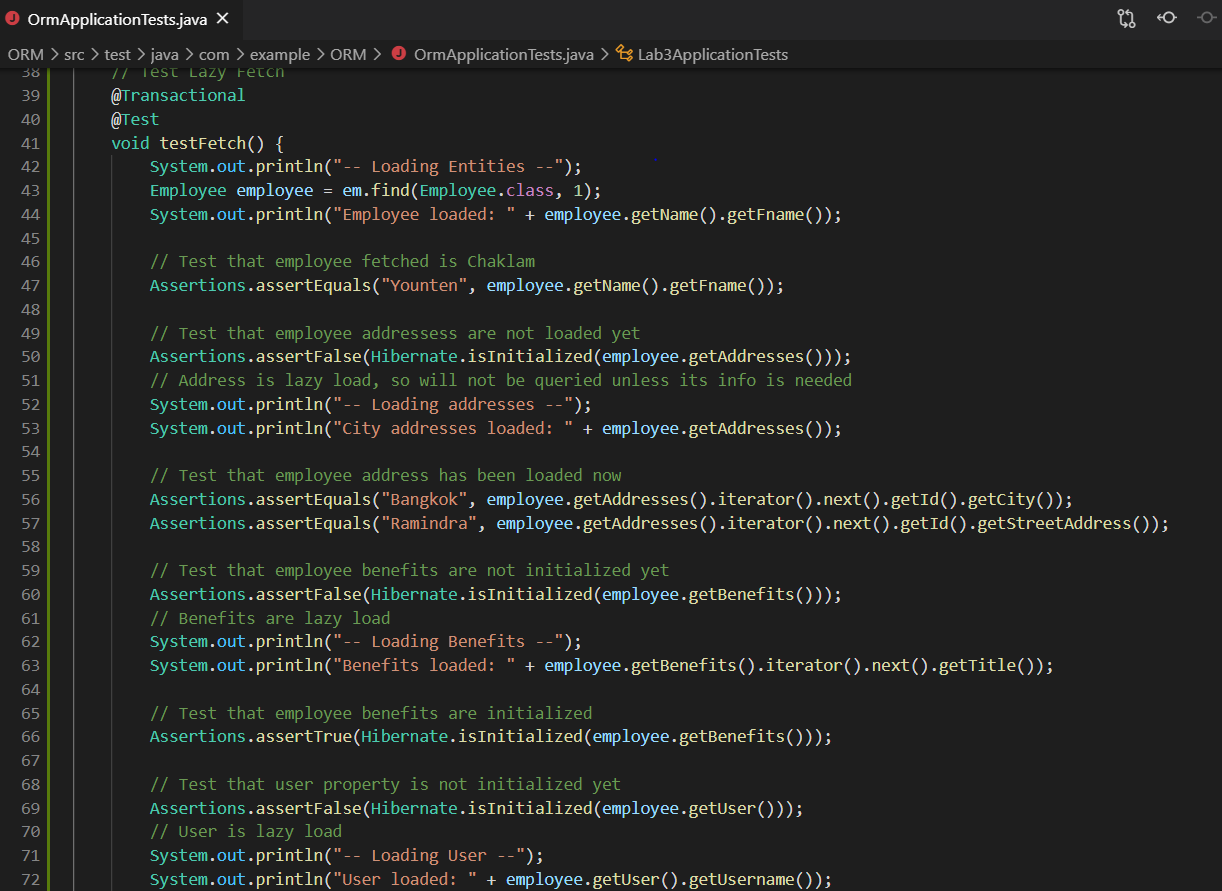 OrmApplicationTests.java
ORM > src > test > java > com > example > ORM > OrmApplicationTests.java > Lab3ApplicationTests
38 // Test Lazy Fetch
39 @Transactional
40 @Test
41 void testFetch() {
42 System.out.println("-- Loading Entities --");
43 Employee employee = em.find(Employee.class, 1);
44 System.out.println("Employee loaded: " + employee.getName().getFname());
45
46 // Test that employee fetched is Chaklam
47 Assertions.assertEquals("Younten", employee.getName().getFname());
48
49 // Test that employee addressess are not loaded yet
50 Assertions.assertFalse(Hibernate.isInitialized(employee.getAddresses()));
51 // Address is lazy load, so will not be queried unless its info is needed
52 System.out.println("-- Loading addresses --");
53 System.out.println("City addresses loaded: " + employee.getAddresses());
54
55 // Test that employee address has been loaded now
56 Assertions.assertEquals("Bangkok", employee.getAddresses().iterator().next().getId().getCity());
57 Assertions.assertEquals("Ramindra", employee.getAddresses().iterator().next().getId().getStreetAddress());
58
59 // Test that employee benefits are not initialized yet
60 Assertions.assertFalse(Hibernate.isInitialized(employee.getBenefits()));
61 // Benefits are lazy load
62 System.out.println("-- Loading Benefits --");
63 System.out.println("Benefits loaded: " + employee.getBenefits().iterator().next().getTitle());
64
65 // Test that employee benefits are initialized
66 Assertions.assertTrue(Hibernate.isInitialized(employee.getBenefits()));
67
68 // Test that user property is not initialized yet
69 Assertions.assertFalse(Hibernate.isInitialized(employee.getUser()));
70 // User is lazy load
71 System.out.println("-- Loading User --");
72 System.out.println("User loaded: " + employee.getUser().getUsername());